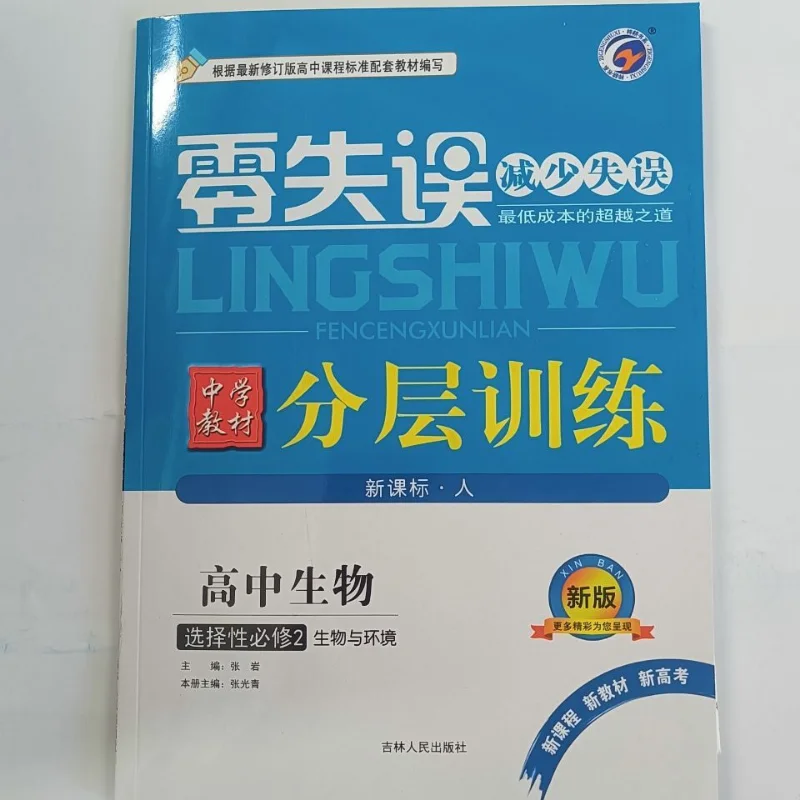 根据最新修订版高中课程标准配套教材编写
零失误
减少失误
最低成本的超越之道
LINGSHIWU
FENCENGXUNLIAN
中学教材
分层训练
新课标·人
高中生物
选择性必修2 生物与环境
主 编:张 岩
本册主编:张光青
XIN BAN
新版
更多精彩为您呈现
新课程 新教材 新高考
吉林人民出版社